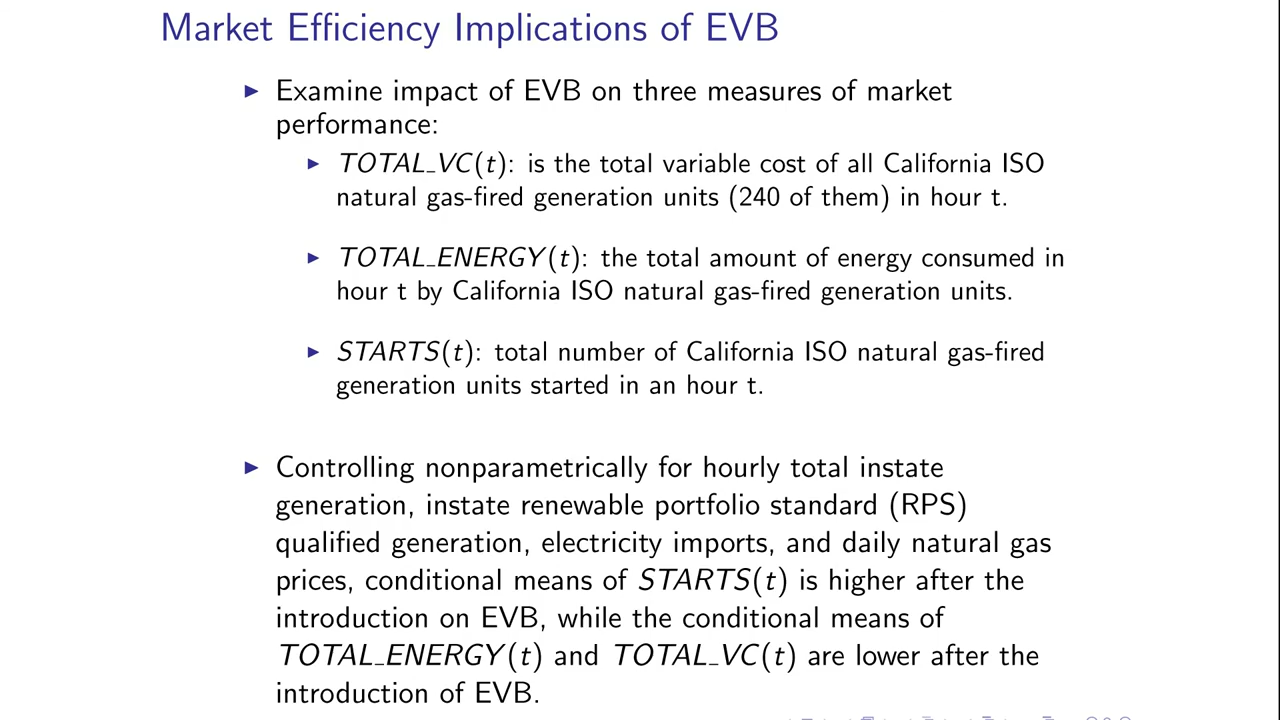 Market Efficiency Implications of EVB
Examine impact of EVB on three measures of market
performance:
TOTAL_VC(t): is the total variable cost of all California ISO
natural gas-fired generation units (240 of them) in hour t.
TOTAL_ENERGY(t): the total amount of energy consumed in
hour t by California ISO natural gas-fired generation units.
STARTS(t): total number of California ISO natural gas-fired
generation units started in an hour t.
Controlling nonparametrically for hourly total instate
generation, instate renewable portfolio standard (RPS)
qualified generation, electricity imports, and daily natural gas
prices, conditional means of STARTS(t) is higher after the
introduction on EVB, while the conditional means of
TOTAL_ENERGY(t) and TOTAL_VC(t) are lower after the
introduction of EVB.